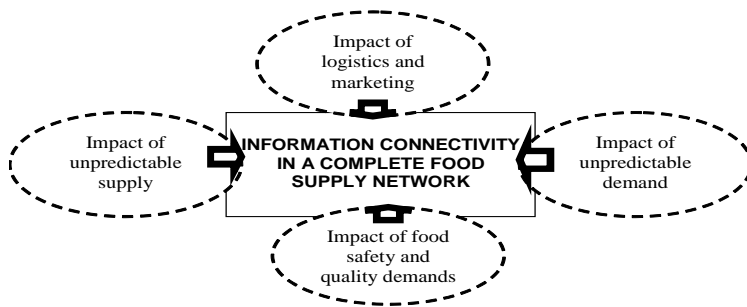 Impact of
logistics and
marketing
Impact of
unpredictable
supply
INFORMATION CONNECTIVITY
IN A COMPLETE FOOD
SUPPLY NETWORK
Impact of
unpredictable
demand
Impact of food
safety and
quality demands